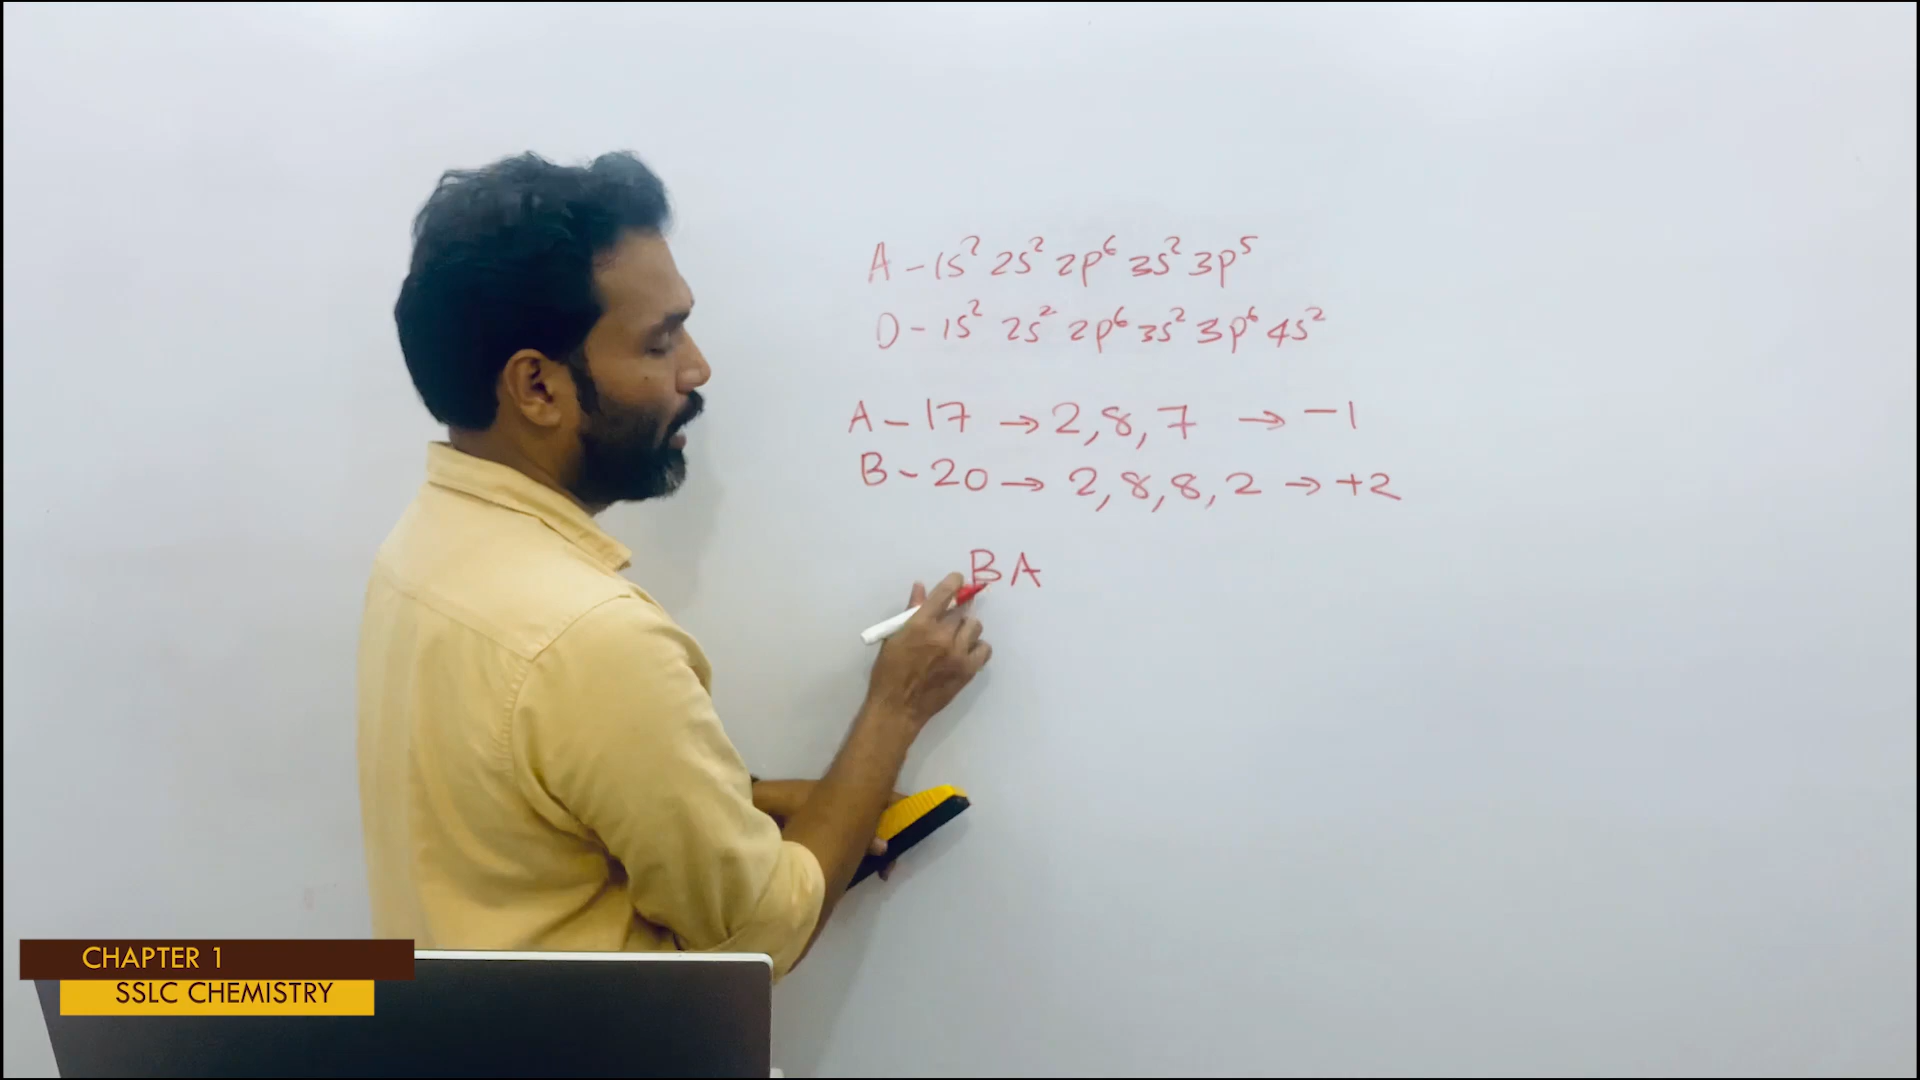 A - 1s² 2s² 2p⁶ 3s² 3p⁵
D - 1s² 2s² 2p⁶ 3s² 3p⁶ 4s²
A - 17 → 2,8,7 → -1
B - 20 → 2,8,8,2 → +2
BA
CHAPTER 1
SSLC CHEMISTRY